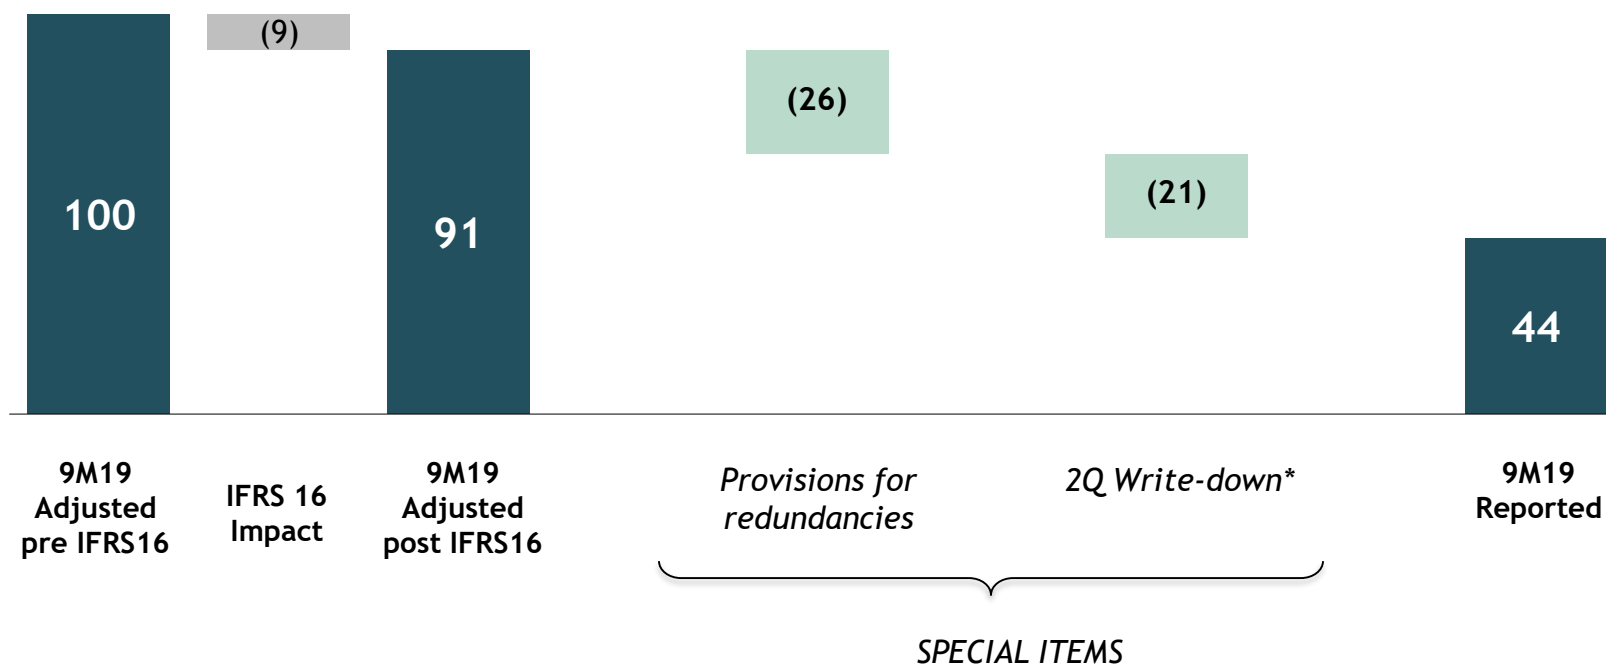 (9)
(26)
(21)
100
91
44
9M19
Adjusted
pre IFRS16
IFRS 16
Impact
9M19
Adjusted
post IFRS16
Provisions for
redundancies
2Q Write-down*
9M19
Reported
SPECIAL ITEMS